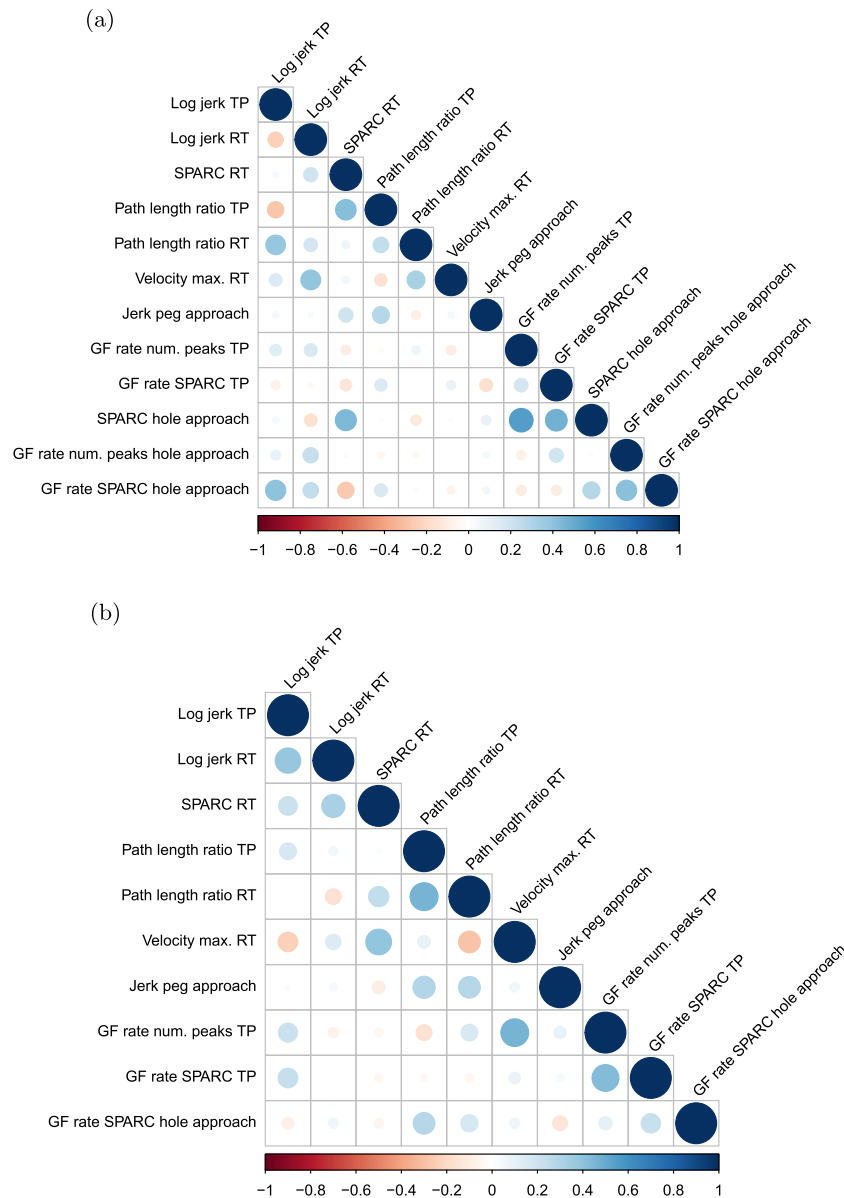 (a)
Log jerk TP
Log jerk RT
SPARC RT
Path length ratio TP
Path length ratio RT
Velocity max. RT
Jerk peg approach
GF rate num. peaks TP
GF rate SPARC TP
SPARC hole approach
GF rate num. peaks hole approach
GF rate SPARC hole approach
Log jerk TP
Log jerk RT
SPARC RT
Path length ratio TP
Path length ratio RT
Velocity max. RT
Jerk peg approach
GF rate num. peaks TP
GF rate SPARC TP
SPARC hole approach
GF rate num. peaks hole approach
GF rate SPARC hole approach
−1 −0.8 −0.6 −0.4 −0.2 0 0.2 0.4 0.6 0.8 1
(b)
Log jerk TP
Log jerk RT
SPARC RT
Path length ratio TP
Path length ratio RT
Velocity max. RT
Jerk peg approach
GF rate num. peaks TP
GF rate SPARC TP
GF rate SPARC hole approach
Log jerk TP
Log jerk RT
SPARC RT
Path length ratio TP
Path length ratio RT
Velocity max. RT
Jerk peg approach
GF rate num. peaks TP
GF rate SPARC TP
GF rate SPARC hole approach
−1 −0.8 −0.6 −0.4 −0.2 0 0.2 0.4 0.6 0.8 1